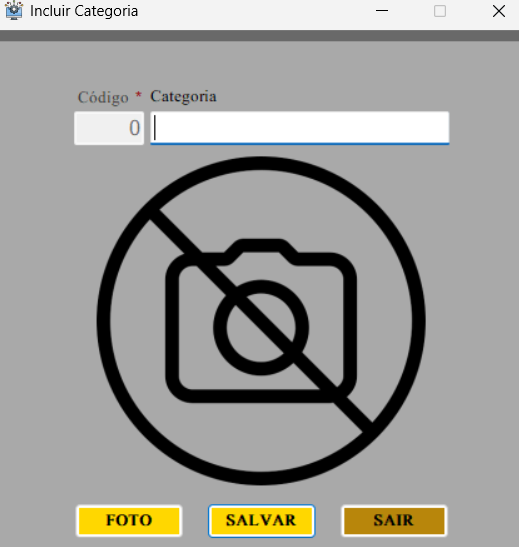 Incluir Categoria
Código * Categoria
0
FOTO SALVAR SAIR